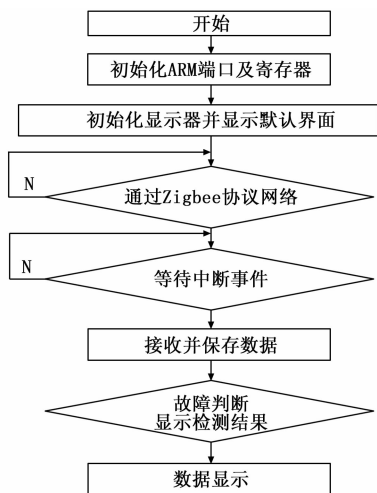 开始
初始化ARM端口及寄存器
初始化显示器并显示默认界面
N
通过Zigbee协议网络
N
等待中断事件
接收并保存数据
故障判断
显示检测结果
数据显示